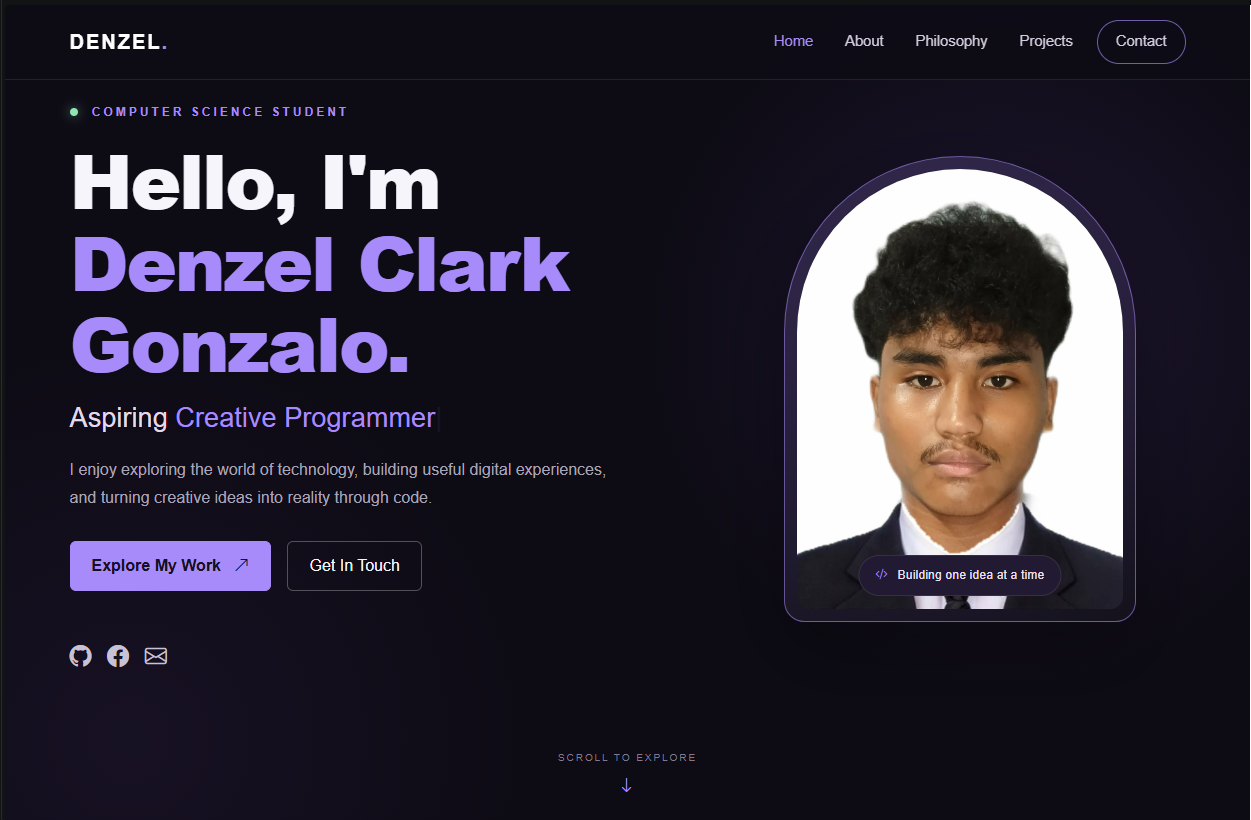 DENZEL.
Home
About
Philosophy
Projects
Contact
COMPUTER SCIENCE STUDENT
Hello, I'm
Denzel Clark
Gonzalo.
Aspiring Creative Programmer
I enjoy exploring the world of technology, building useful digital experiences,
and turning creative ideas into reality through code.
Explore My Work
Get In Touch
</> Building one idea at a time
SCROLL TO EXPLORE